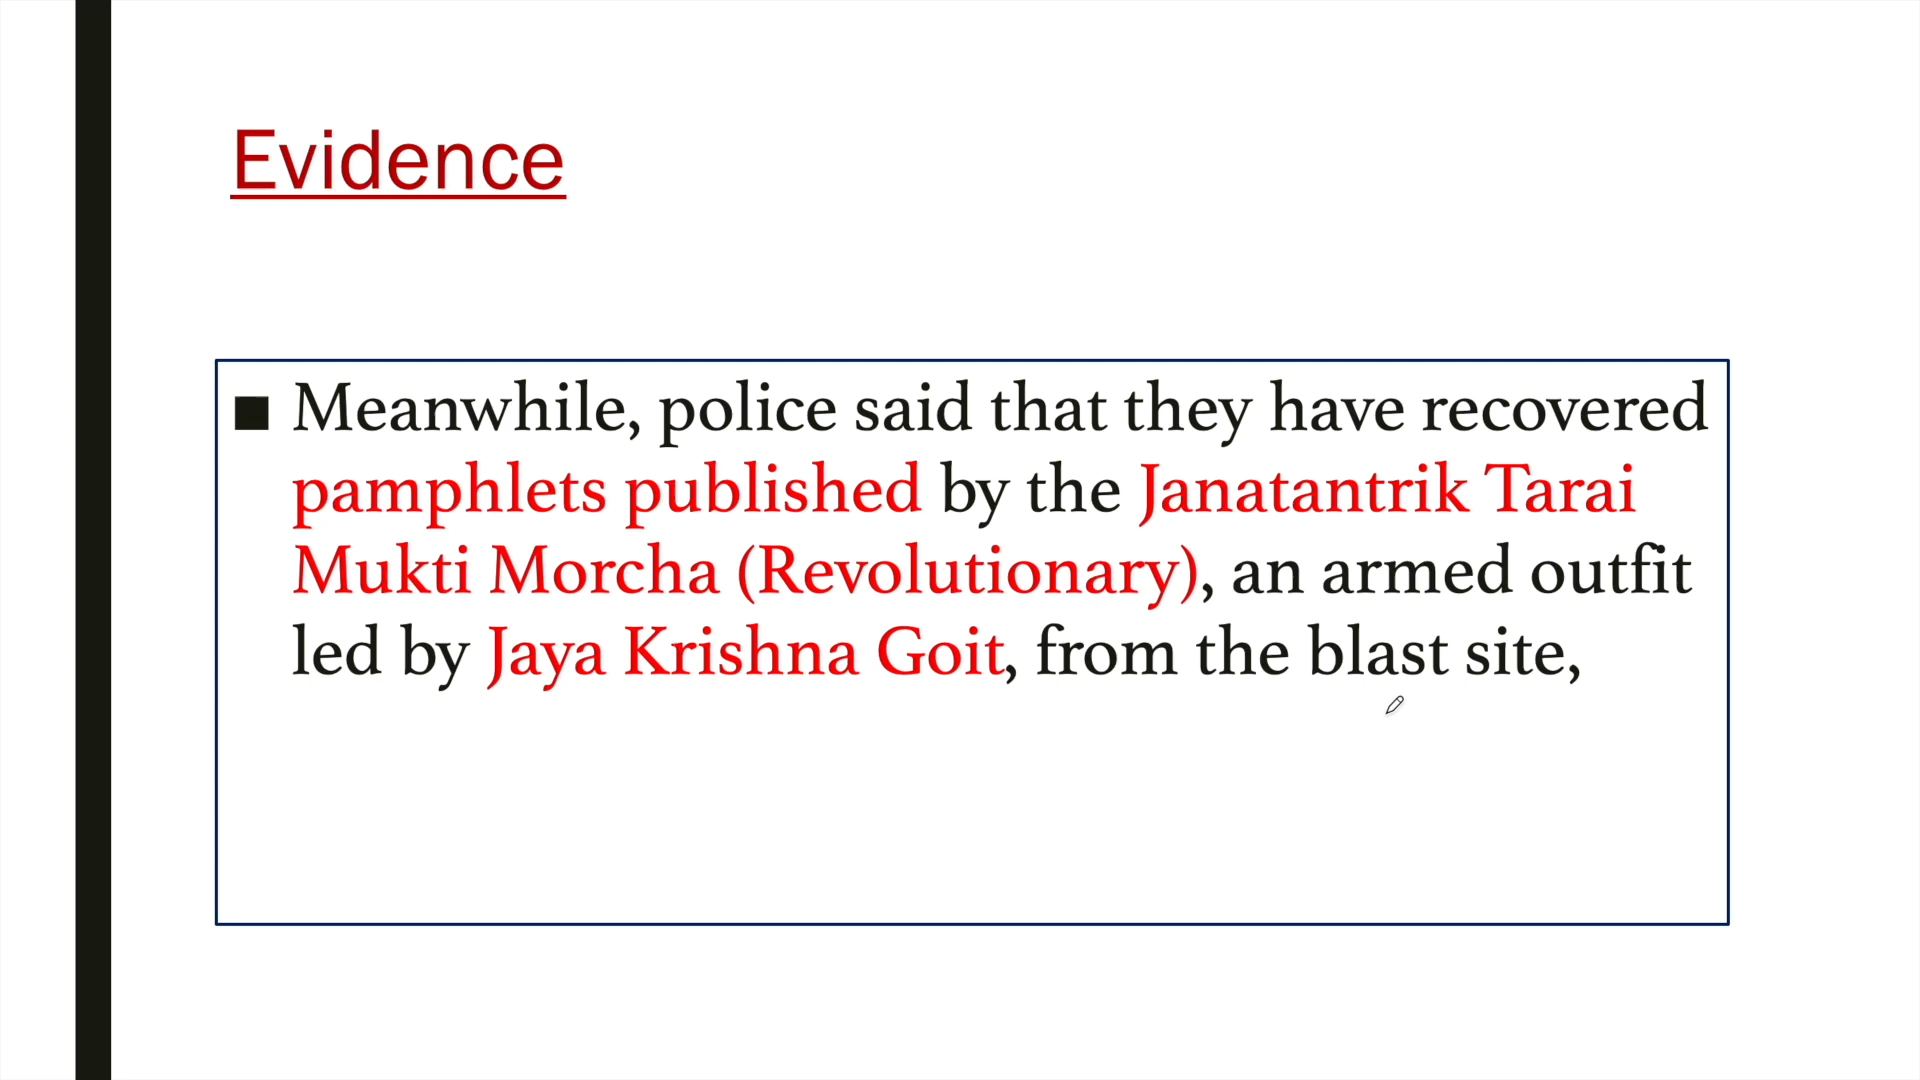 Evidence
Meanwhile, police said that they have recovered
pamphlets published by the Janatantrik Tarai
Mukti Morcha (Revolutionary), an armed outfit
led by Jaya Krishna Goit, from the blast site,